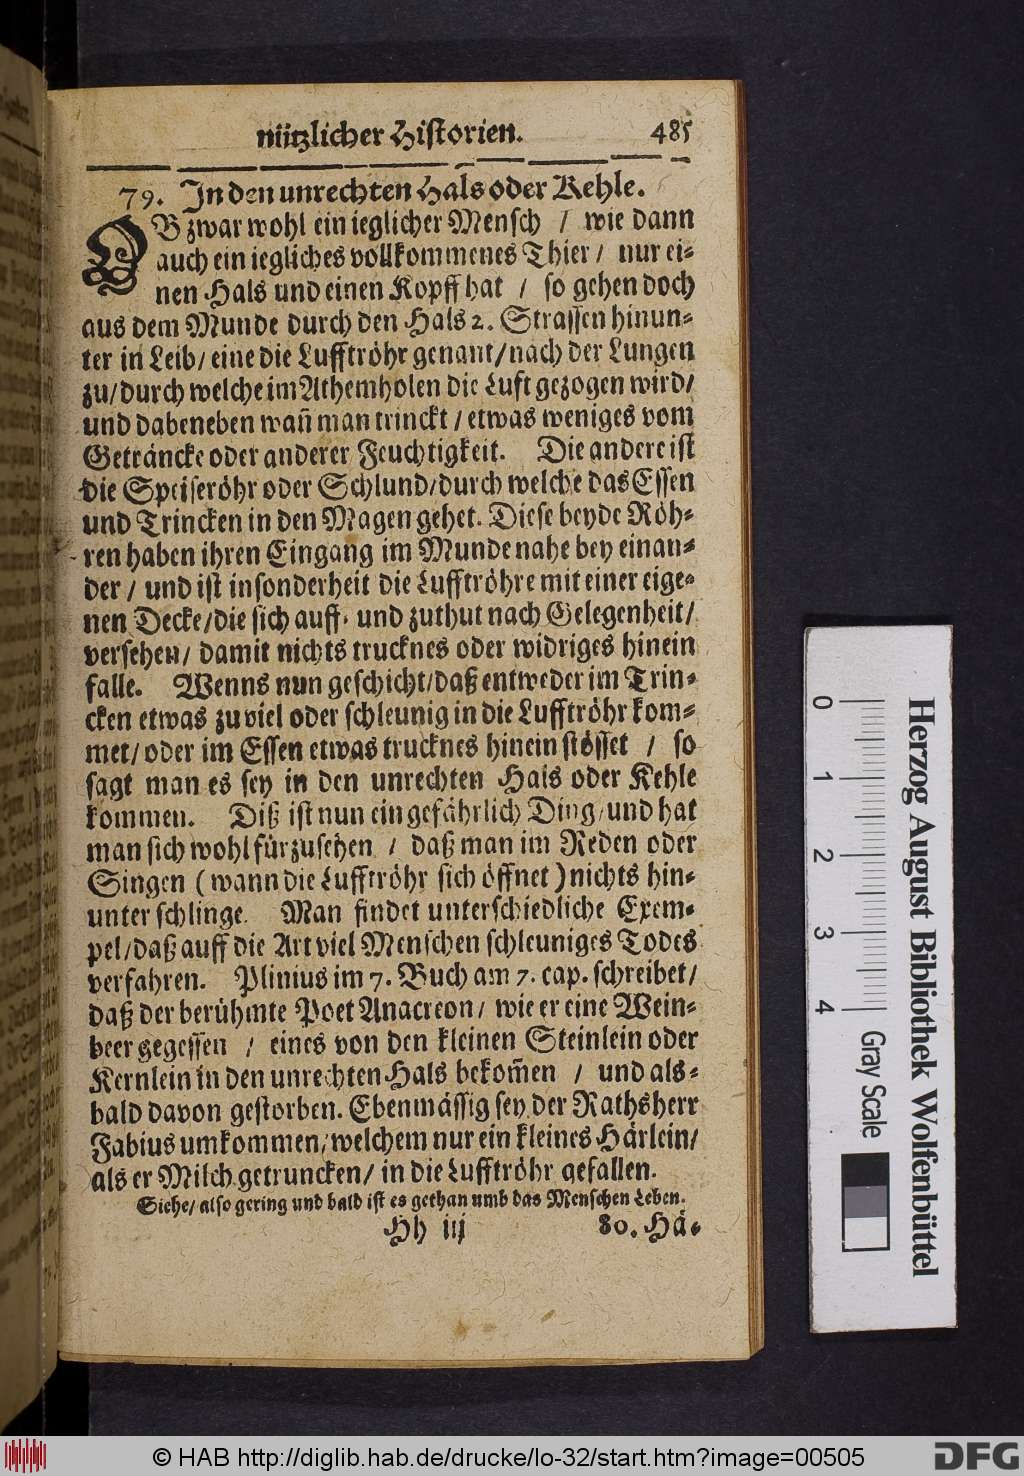 nützlicher Historien. 485
79. In den unrechten Hals oder Kehle.
OB zwar wohl ein ieglicher Mensch / wie dann
auch ein iegliches vollkommenes Thier / nur ei-
nen Hals und einen Kopff hat / so gehen doch
aus dem Munde durch den Hals 2. Strassen hinun-
ter in Leib / eine die Lufftröhr genant / nach der Lungen
zu / durch welche im Athemholen die Luft gezogen wird /
und dabeneben wañ man trinckt / etwas weniges vom
Geträncke oder anderer Feuchtigkeit. Die andere ist
die Speiseröhr oder Schlund / durch welche das Essen
und Trincken in den Magen gehet. Diese beyde Röh-
ren haben ihren Eingang im Munde nahe bey einan-
der / und ist insonderheit die Lufftröhre mit einer eige-
nen Decke / die sich auff- und zuthut nach Gelegenheit /
versehen / damit nichts trucknes oder widriges hinein
falle. Wenns nun geschicht / daß entweder im Trin-
cken etwas zu viel oder schleunig in die Lufftröhr kom-
met / oder im Essen etwas trucknes hinein stösset / so
sagt man es sey in den unrechten Hals oder Kehle
kommen. Diß ist nun ein gefährlich Ding / und hat
man sich wohl fürzusehen / daß man im Reden oder
Singen ( wann die Lufftröhr sich öffnet ) nichts hin-
unter schlinge. Man findet unterschiedliche Exem-
pel / daß auff die Art viel Menschen schleuniges Todes
verfahren. Plinius im 7. Buch am 7. cap. schreibet /
daß der berühmte Poet Anacreon / wie er eine Wein-
beer gegessen / eines von den kleinen Steinlein oder
Kernlein in den unrechten Hals bekom̃en / und als-
bald davon gestorben. Ebenmässig sey der Rathsherr
Fabius umkommen / welchem nur ein kleines Härlein /
als er Milch getruncken / in die Lufftröhr gefallen.
Siehe / also gering und bald ist es gethan umb das Menschen Leben.
Hh iij 80. Hä-
0 1 2 3 4 Gray Scale
Herzog August Bibliothek Wolfenbüttel
© HAB http://diglib.hab.de/drucke/lo-32/start.htm?image=00505
DFG